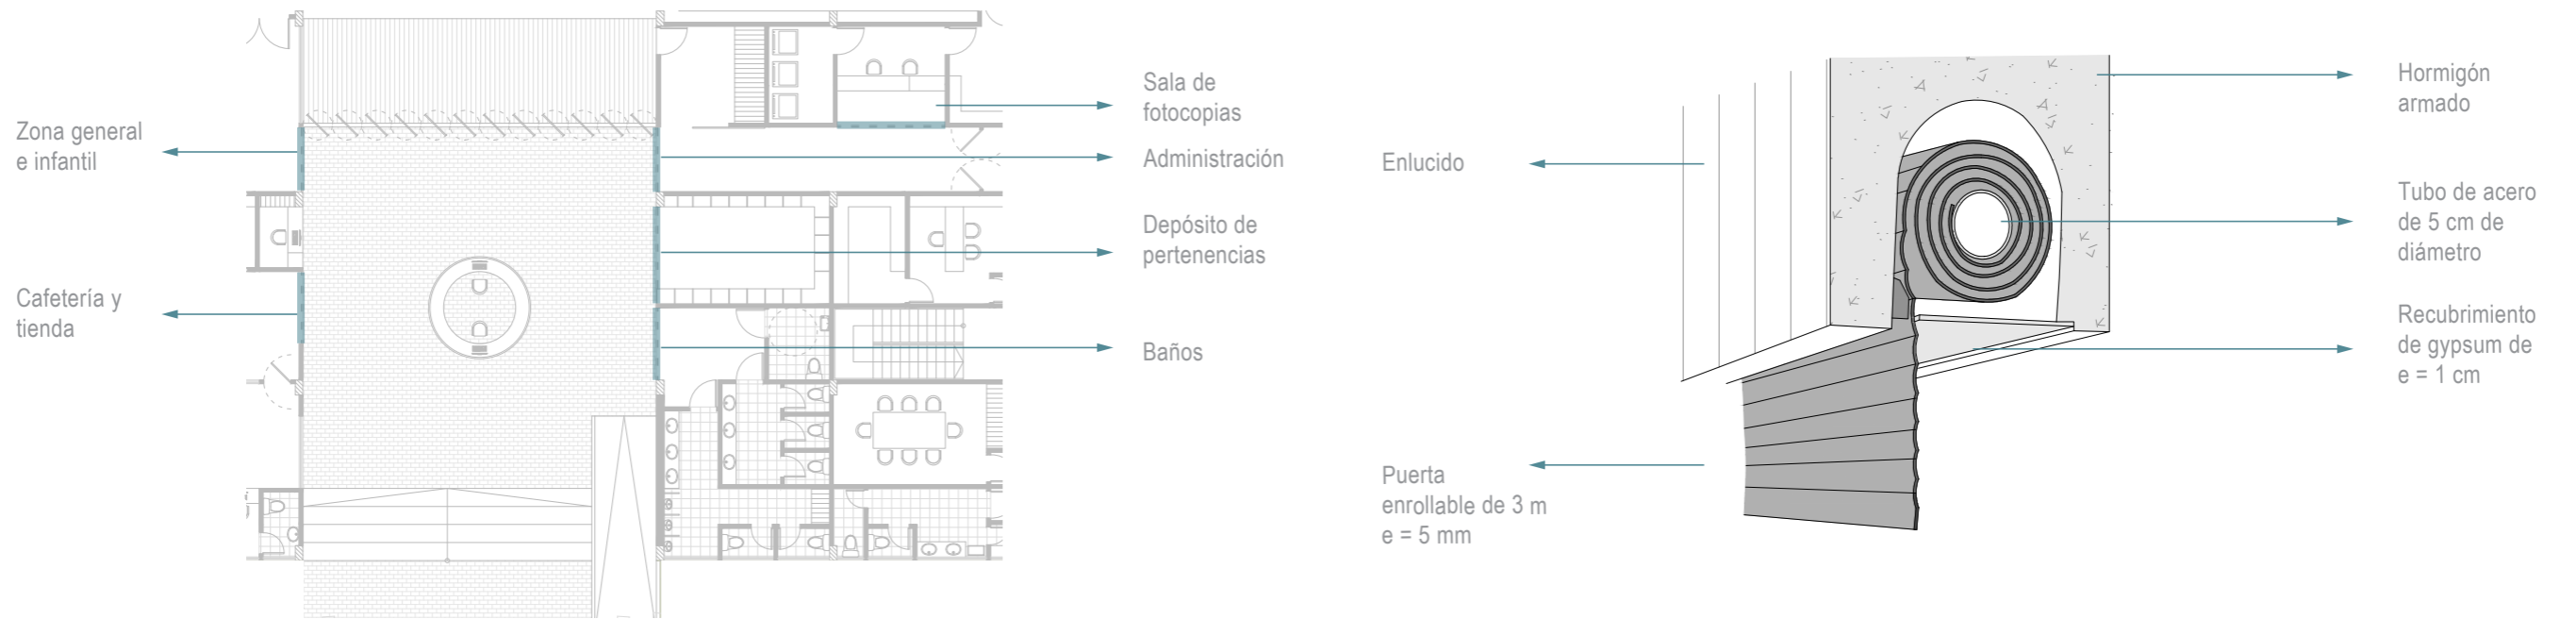 Zona general
e infantil
Cafetería y
tienda
Sala de
fotocopias
Administración
Depósito de
pertenencias
Baños
Enlucido
Puerta
enrollable de 3 m
e = 5 mm
Hormigón
armado
Tubo de acero
de 5 cm de
diámetro
Recubrimiento
de gypsum de
e = 1 cm